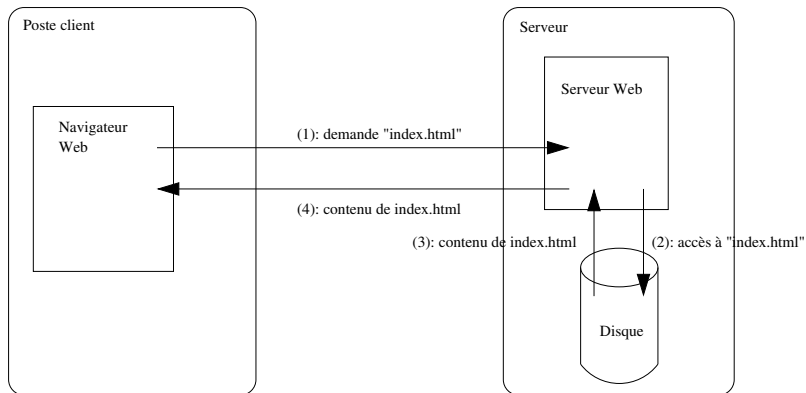 Poste client
Serveur
Serveur Web
Navigateur
Web
(1): demande "index.html"
(4): contenu de index.html
(3): contenu de index.html
(2): accès à "index.html"
Disque